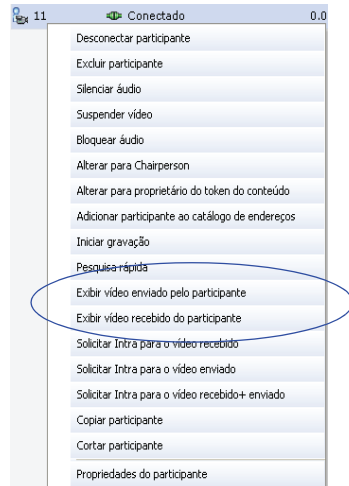 11 Conectado 0.0
Desconectar participante
Excluir participante
Silenciar áudio
Suspender vídeo
Bloquear áudio
Alterar para Chairperson
Alterar para proprietário do token do conteúdo
Adicionar participante ao catálogo de endereços
Iniciar gravação
Pesquisa rápida
Exibir vídeo enviado pelo participante
Exibir vídeo recebido do participante
Solicitar Intra para o vídeo recebido
Solicitar Intra para o vídeo enviado
Solicitar Intra para o vídeo recebido+ enviado
Copiar participante
Cortar participante
Propriedades do participante